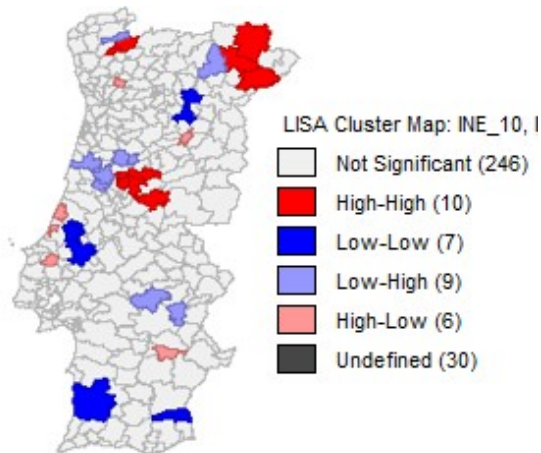 LISA Cluster Map: INE_10, I
Not Significant (246)
High-High (10)
Low-Low (7)
Low-High (9)
High-Low (6)
Undefined (30)